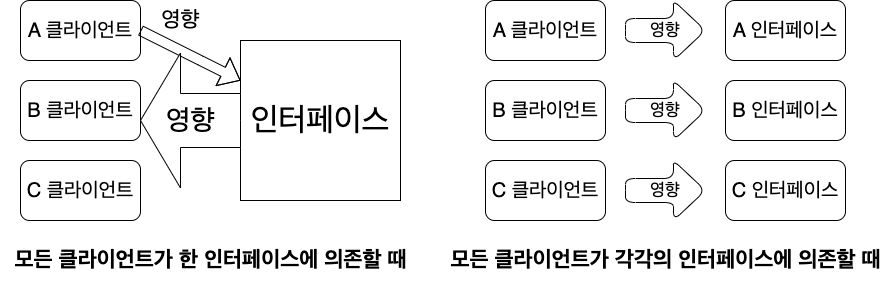 A 클라이언트
영향
B 클라이언트
영향
인터페이스
C 클라이언트
모든 클라이언트가 한 인터페이스에 의존할 때
A 클라이언트
영향
A 인터페이스
B 클라이언트
영향
B 인터페이스
C 클라이언트
영향
C 인터페이스
모든 클라이언트가 각각의 인터페이스에 의존할 때